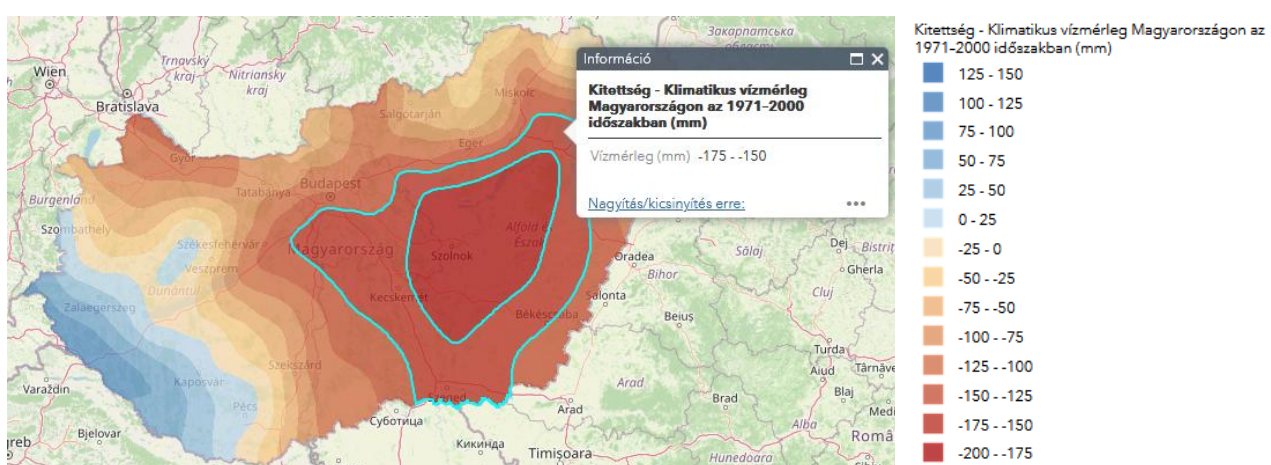 Kitettség - Klimatikus vízmérleg Magyarországon az
1971-2000 időszakban (mm)
125 - 150
100 - 125
75 - 100
50 - 75
25 - 50
0 - 25
-25 - 0
-50 - -25
-75 - -50
-100 - -75
-125 - -100
-150 - -125
-175 - -150
-200 - -175
Információ
Kitettség - Klimatikus vízmérleg
Magyarországon az 1971-2000
időszakban (mm)
Vízmérleg (mm) -175 - -150
Nagyítás/kicsinyítés erre:
Закарпатська
область
Wien
Trnavský
kraj
Nitriansky
kraj
Bratislava
Miskolc
Salgótarján
Eger
Győr
Budapest
Tatabánya
Burgenland
Szombathely
Székesfehérvár
Magyarország
Veszprém
Dunántúl
Alföld és
Észak
Szolnok
Oradea
Bihor
Sălaj
Dej
Bistriț
Gherla
Cluj
Zalaegerszeg
Kecskemét
Salonta
Békéscsaba
Beiuș
Szekszárd
Turda
Aiud
Târnăve
Kaposvár
Varaždin
Pécs
Szeged
Arad
Arad
Brad
Blaj
Medi
Суботица
Alba
greb
Bjelovar
Кикинда
Timișoara
Hunedoara
Româ